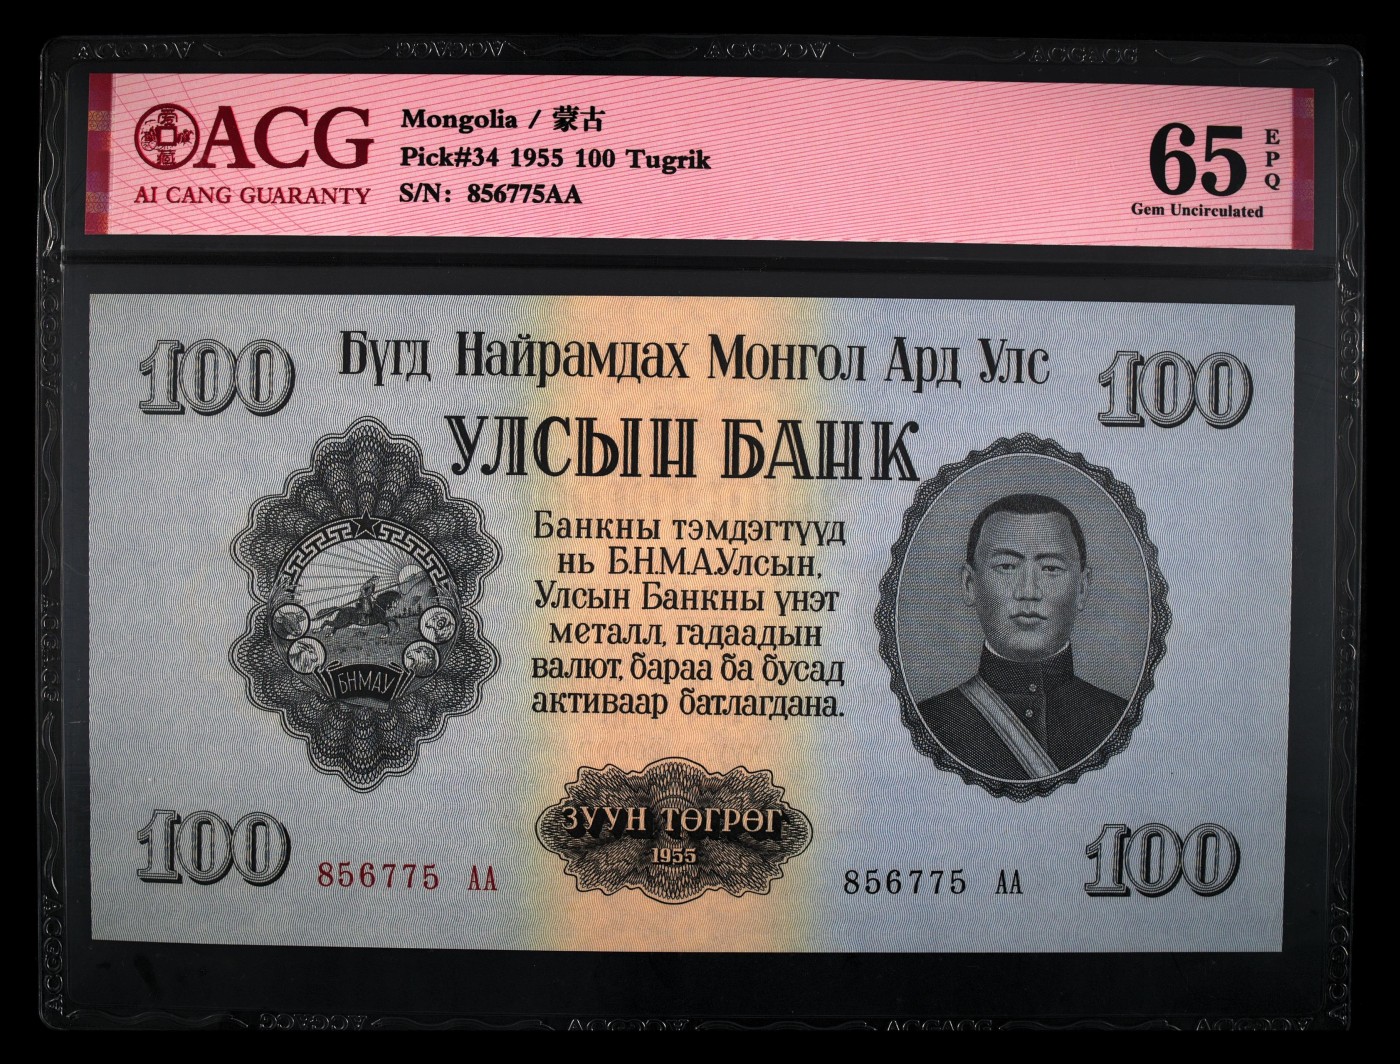 ACG
AI CANG GUARANTY
Mongolia / 蒙古
Pick#34 1955 100 Tugrik
S/N: 856775AA
65 EPQ
Gem Uncirculated
100
Бүгд Найрамдах Монгол Ард Улс
100
УЛСЫН БАНК
Банкны тэмдэгтүүд
нь Б.Н.М.А.Улсын,
Улсын Банкны үнэт
металл, гадаадын
валют, бараа ба бусад
активаар батлагдана.
БНМАУ
ЗУУН ТӨГРӨГ
1955
100
856775 АА
856775 АА
100